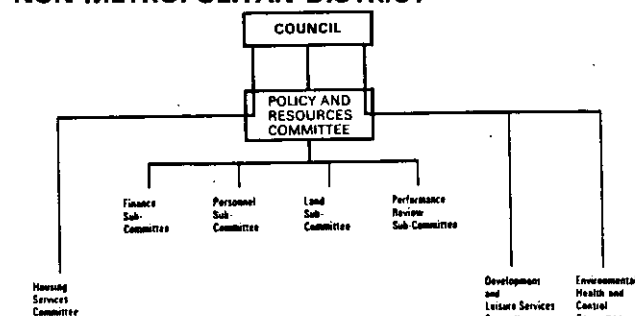 NON-METROPOLITAN DISTRICT
COUNCIL
POLICY AND
RESOURCES
COMMITTEE
Finance
Sub-
Committee
Personnel
Sub-
Committee
Land
Sub-
Committee
Performance
Review
Sub-Committee
Housing
Services
Committee
Development
and
Leisure Services
Environmental
Health and
Control